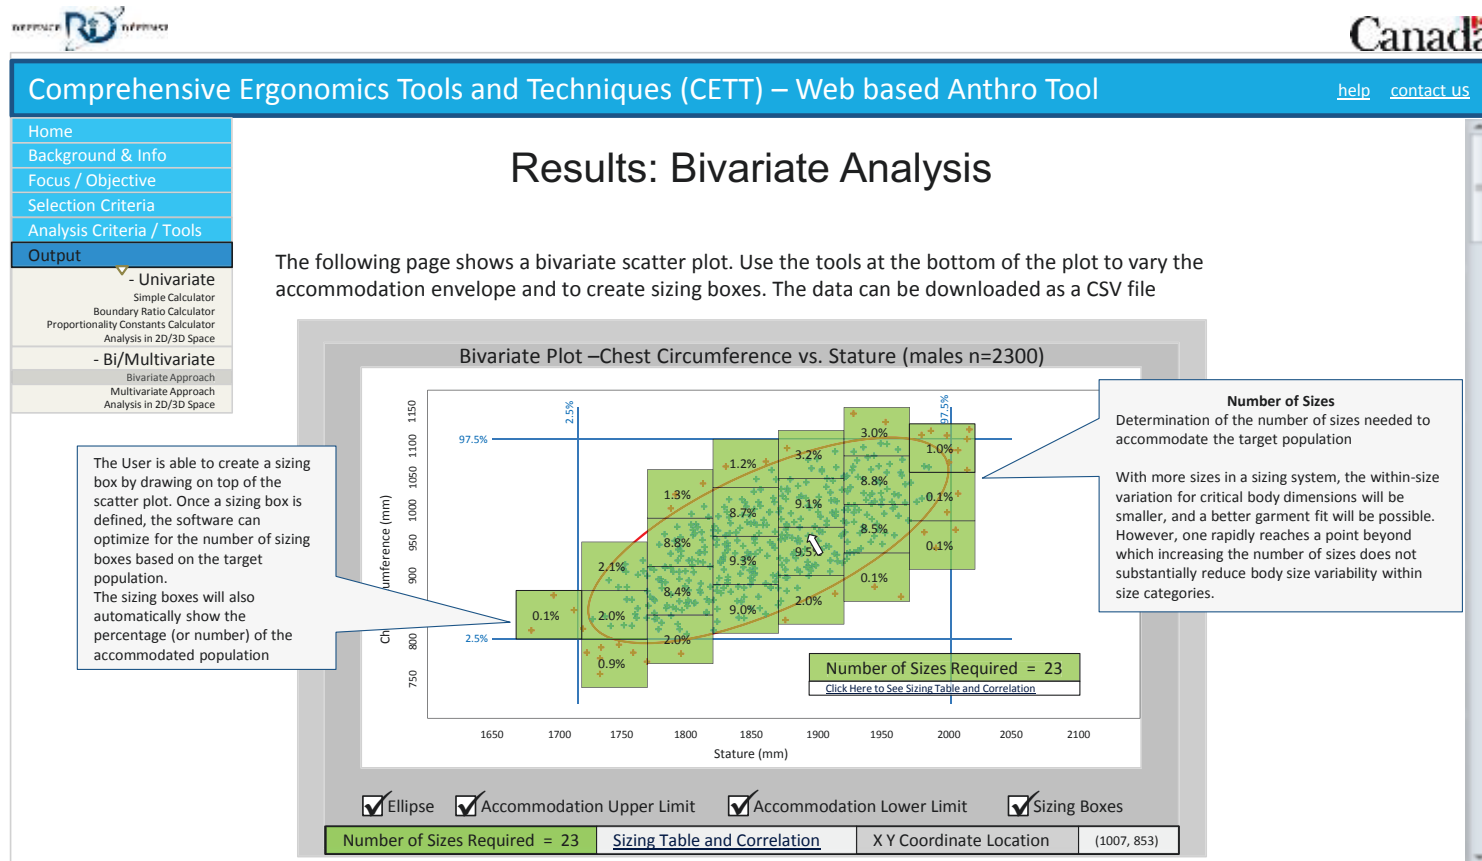 DEFENCE R&D DÉFENSE
Canada
Comprehensive Ergonomics Tools and Techniques (CETT) – Web based Anthro Tool
help contact us
Home
Background & Info
Focus / Objective
Selection Criteria
Analysis Criteria / Tools
Output
- Univariate
Simple Calculator
Boundary Ratio Calculator
Proportionality Constants Calculator
Analysis in 2D/3D Space
- Bi/Multivariate
Bivariate Approach
Multivariate Approach
Analysis in 2D/3D Space
Results: Bivariate Analysis
The following page shows a bivariate scatter plot. Use the tools at the bottom of the plot to vary the
accommodation envelope and to create sizing boxes. The data can be downloaded as a CSV file
Bivariate Plot –Chest Circumference vs. Stature (males n=2300)
The User is able to create a sizing
box by drawing on top of the
scatter plot. Once a sizing box is
defined, the software can
optimize for the number of sizing
boxes based on the target
population.
The sizing boxes will also
automatically show the
percentage (or number) of the
accommodated population
Number of Sizes
Determination of the number of sizes needed to
accommodate the target population
With more sizes in a sizing system, the within-size
variation for critical body dimensions will be
smaller, and a better garment fit will be possible.
However, one rapidly reaches a point beyond
which increasing the number of sizes does not
substantially reduce body size variability within
size categories.
Ch
umference (mm)
1150
1100
1050
1000
950
900
800
750
2.5%
97.5%
97.5%
2.5%
0.1%
2.1%
2.0%
0.9%
1.3%
8.8%
8.4%
2.0%
1.2%
8.7%
9.3%
9.0%
3.2%
9.1%
9.5%
2.0%
3.0%
8.8%
8.5%
0.1%
1.0%
0.1%
0.1%
Number of Sizes Required = 23
Click Here to See Sizing Table and Correlation
1650 1700 1750 1800 1850 1900 1950 2000 2050 2100
Stature (mm)
Ellipse Accommodation Upper Limit Accommodation Lower Limit Sizing Boxes
Number of Sizes Required = 23 Sizing Table and Correlation X Y Coordinate Location (1007, 853)